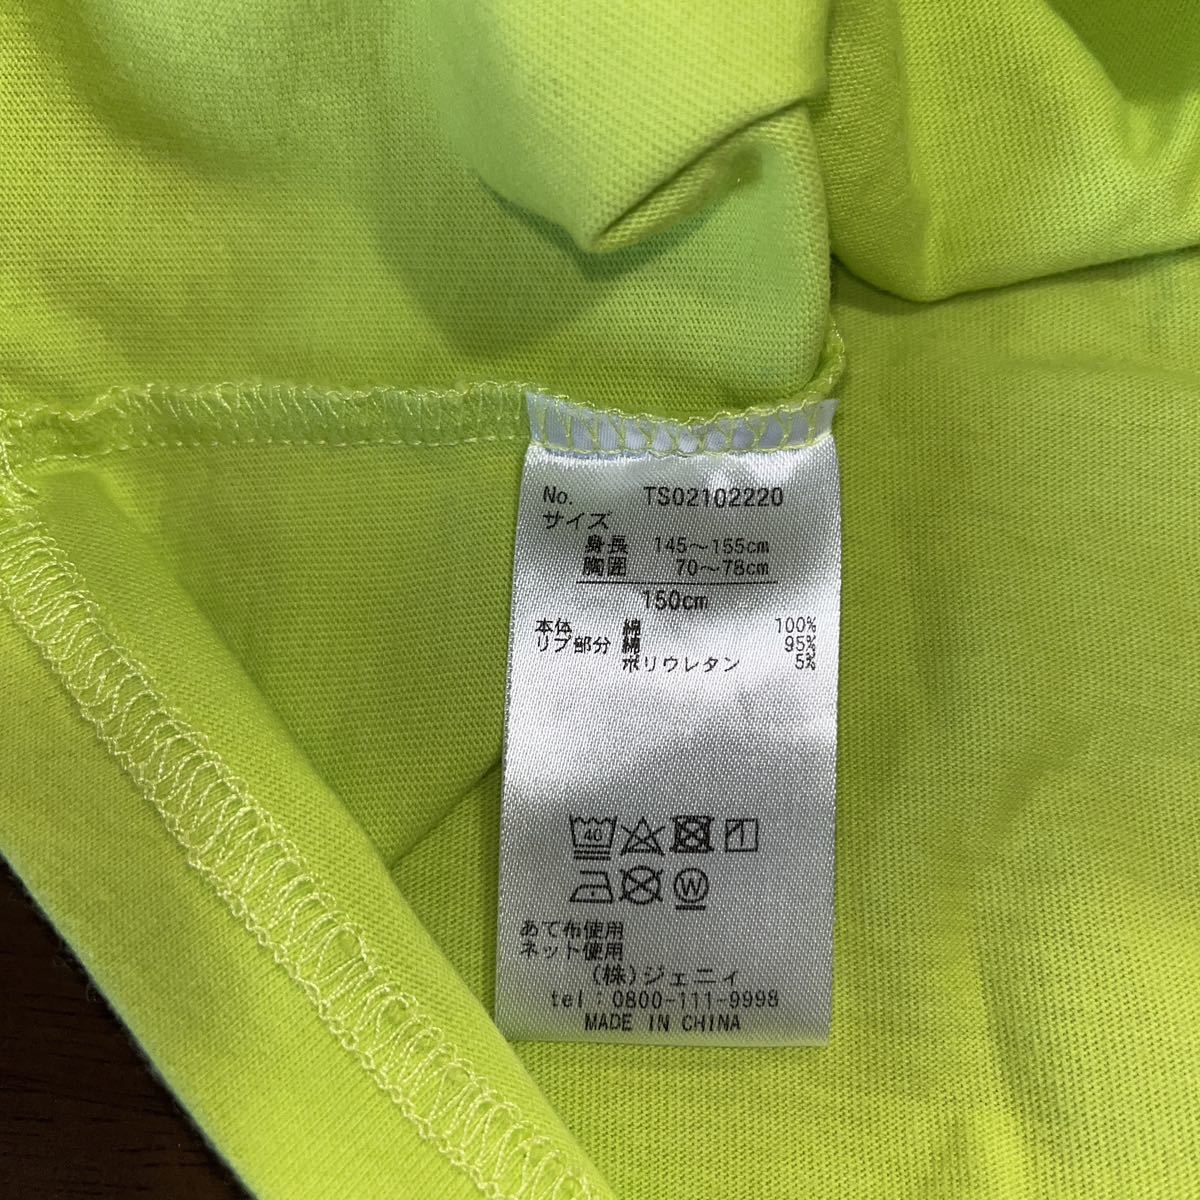 No. TS02102220
サイズ
身長 145〜155cm
胸囲 70〜78cm
150cm
本体 綿 100%
リブ部分 綿 95%
ポリウレタン 5%
40
W
あて布使用
ネット使用
(株)ジェニィ
tel：0800-111-9998
MADE IN CHINA